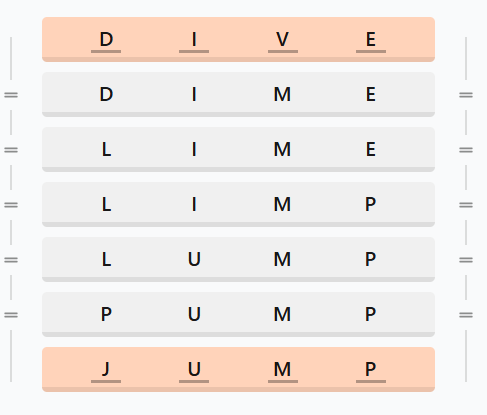 D I V E
D I M E
L I M E
L I M P
L U M P
P U M P
J U M P